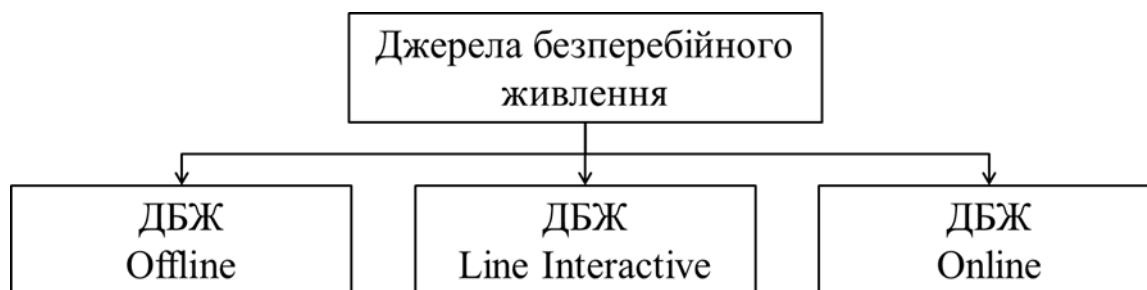 Джерела безперебійного
живлення
ДБЖ
Offline
ДБЖ
Line Interactive
ДБЖ
Online